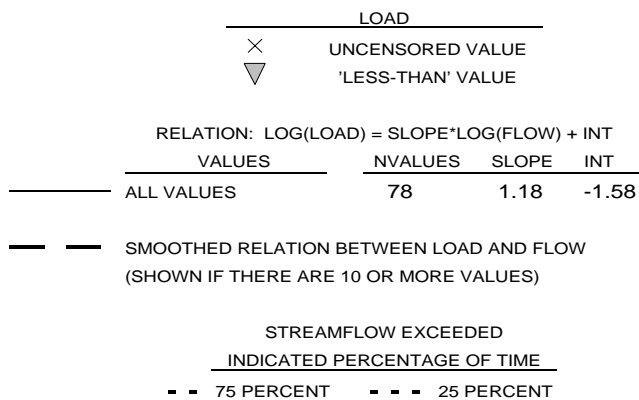 LOAD
UNCENSORED VALUE
'LESS-THAN' VALUE
RELATION: LOG(LOAD) = SLOPE*LOG(FLOW) + INT
VALUES NVALUES SLOPE INT
ALL VALUES 78 1.18 -1.58
SMOOTHED RELATION BETWEEN LOAD AND FLOW
(SHOWN IF THERE ARE 10 OR MORE VALUES)
STREAMFLOW EXCEEDED
INDICATED PERCENTAGE OF TIME
75 PERCENT 25 PERCENT